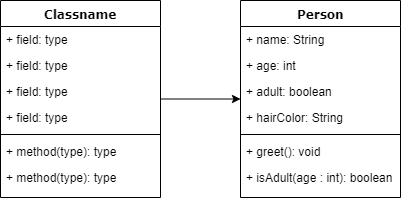 Classname
+ field: type
+ field: type
+ field: type
+ field: type
+ method(type): type
+ method(type): type
Person
+ name: String
+ age: int
+ adult: boolean
+ hairColor: String
+ greet(): void
+ isAdult(age : int): boolean